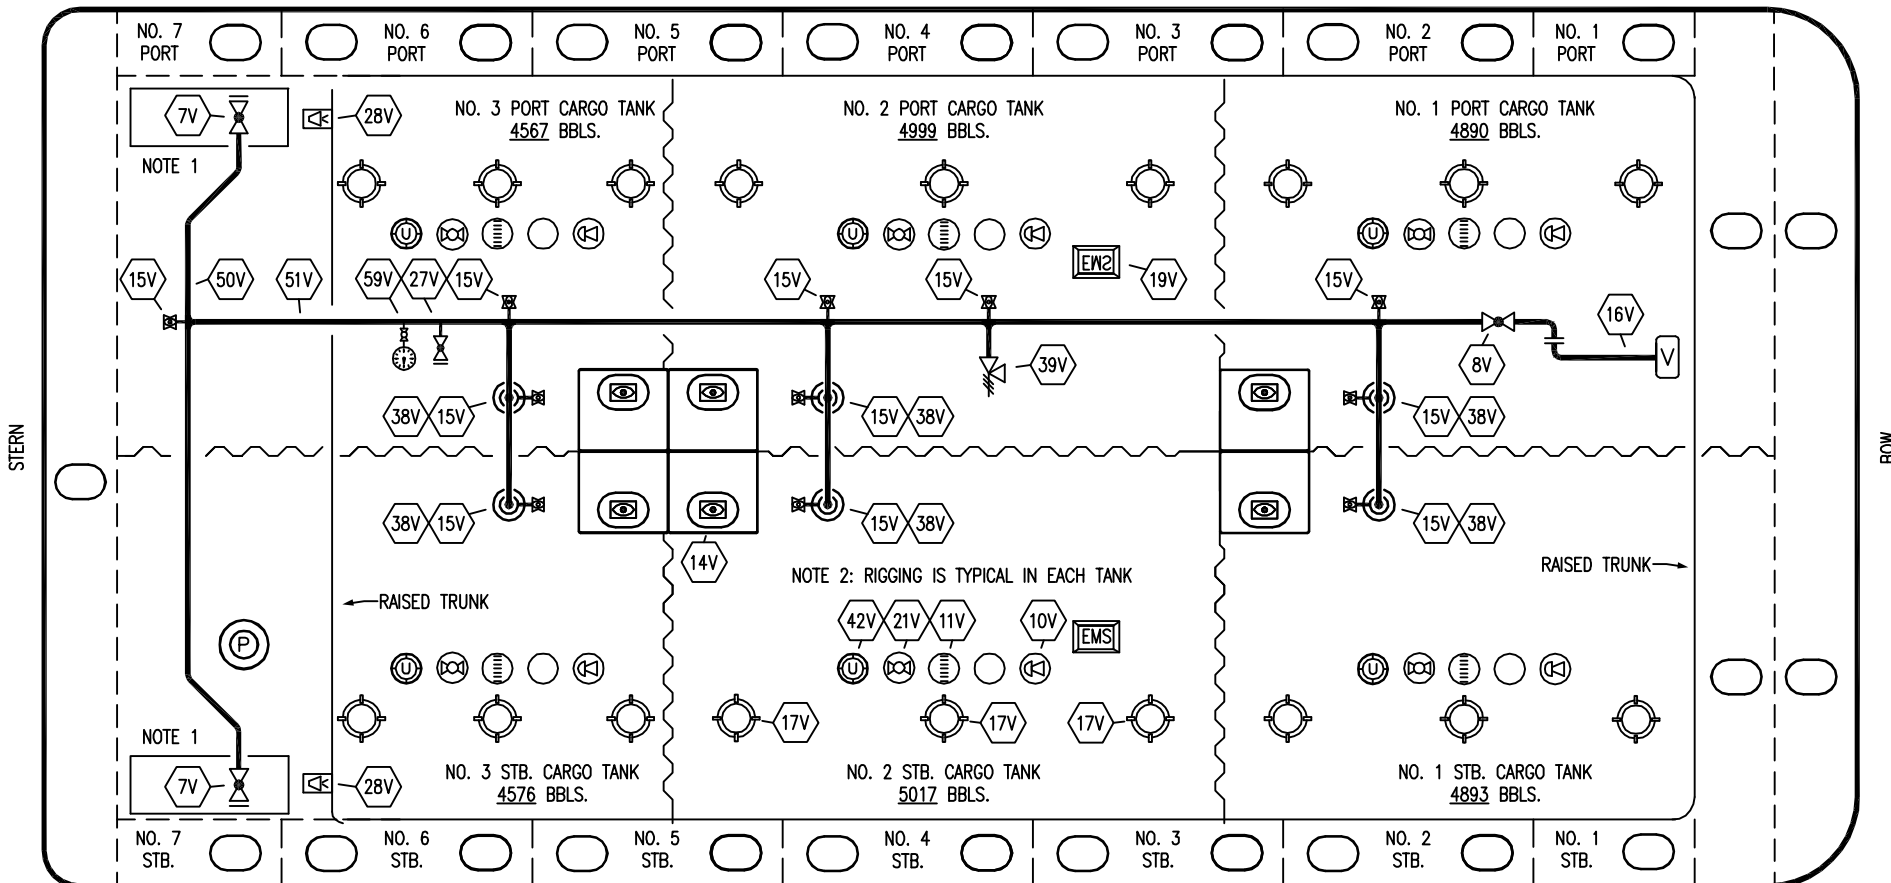 NO. 7 PORT
NO. 6 PORT
NO. 5 PORT
NO. 4 PORT
NO. 3 PORT
NO. 2 PORT
NO. 1 PORT
7V
28V
NOTE 1
NO. 3 PORT CARGO TANK
4567 BBLS.
NO. 2 PORT CARGO TANK
4999 BBLS.
NO. 1 PORT CARGO TANK
4890 BBLS.
U
U
U
15V
50V
51V
59V
27V
15V
15V
15V
EMS
19V
15V
16V
V
8V
39V
38V
15V
15V
38V
15V
38V
STERN
BOW
38V
15V
15V
38V
15V
38V
14V
NOTE 2: RIGGING IS TYPICAL IN EACH TANK
RAISED TRUNK
RAISED TRUNK
42V
21V
11V
10V
EMS
P
U
U
U
17V
17V
17V
NOTE 1
7V
28V
NO. 3 STB. CARGO TANK
4576 BBLS.
NO. 2 STB. CARGO TANK
5017 BBLS.
NO. 1 STB. CARGO TANK
4893 BBLS.
NO. 7 STB.
NO. 6 STB.
NO. 5 STB.
NO. 4 STB.
NO. 3 STB.
NO. 2 STB.
NO. 1 STB.